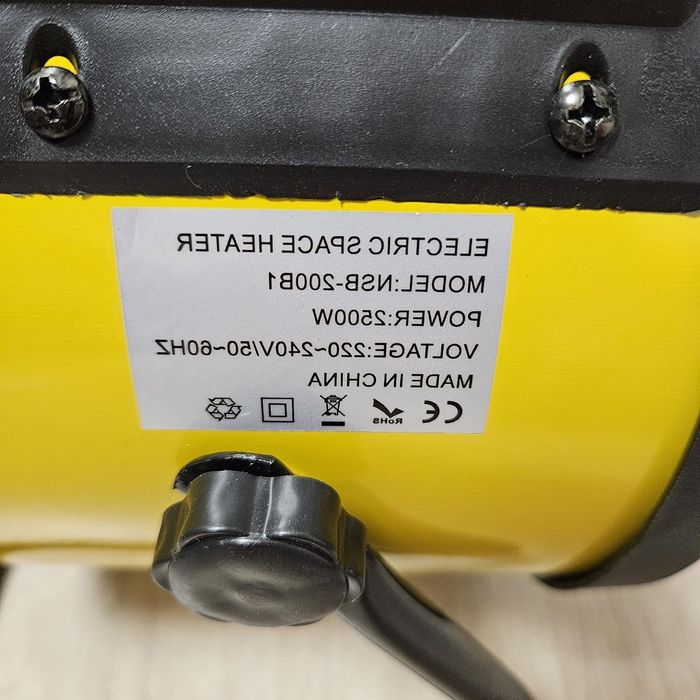 ELECTRIC SPACE HEATER
MODEL:NSB-200B1
POWER:2500W
VOLTAGE:220~240V/50~60HZ
MADE IN CHINA
CE RoHS